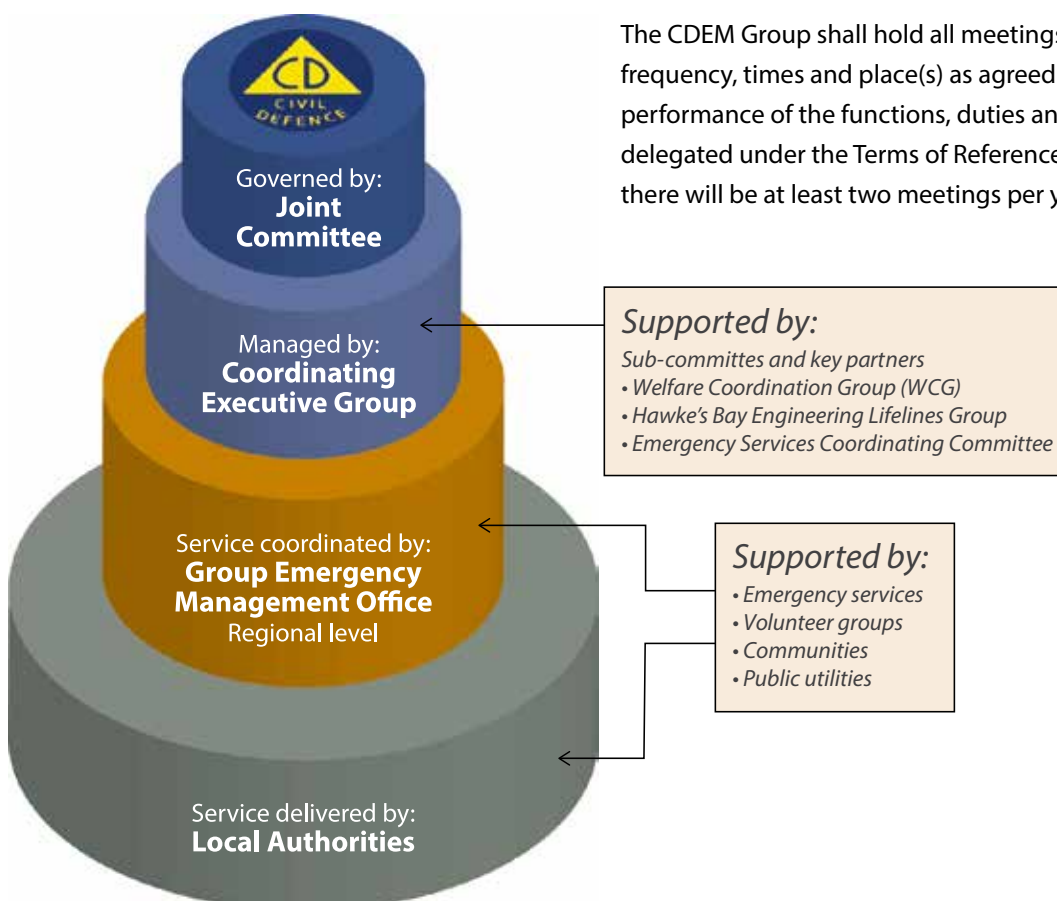 The CDEM Group shall hold all meetings
frequency, times and place(s) as agreed
performance of the functions, duties an
delegated under the Terms of Reference
there will be at least two meetings per y
CD
CIVIL
DEFENCE
Governed by:
Joint
Committee
Managed by:
Coordinating
Executive Group
Supported by:
Sub-committes and key partners
• Welfare Coordination Group (WCG)
• Hawke's Bay Engineering Lifelines Group
• Emergency Services Coordinating Committee
Service coordinated by:
Group Emergency
Management Office
Regional level
Supported by:
• Emergency services
• Volunteer groups
• Communities
• Public utilities
Service delivered by:
Local Authorities